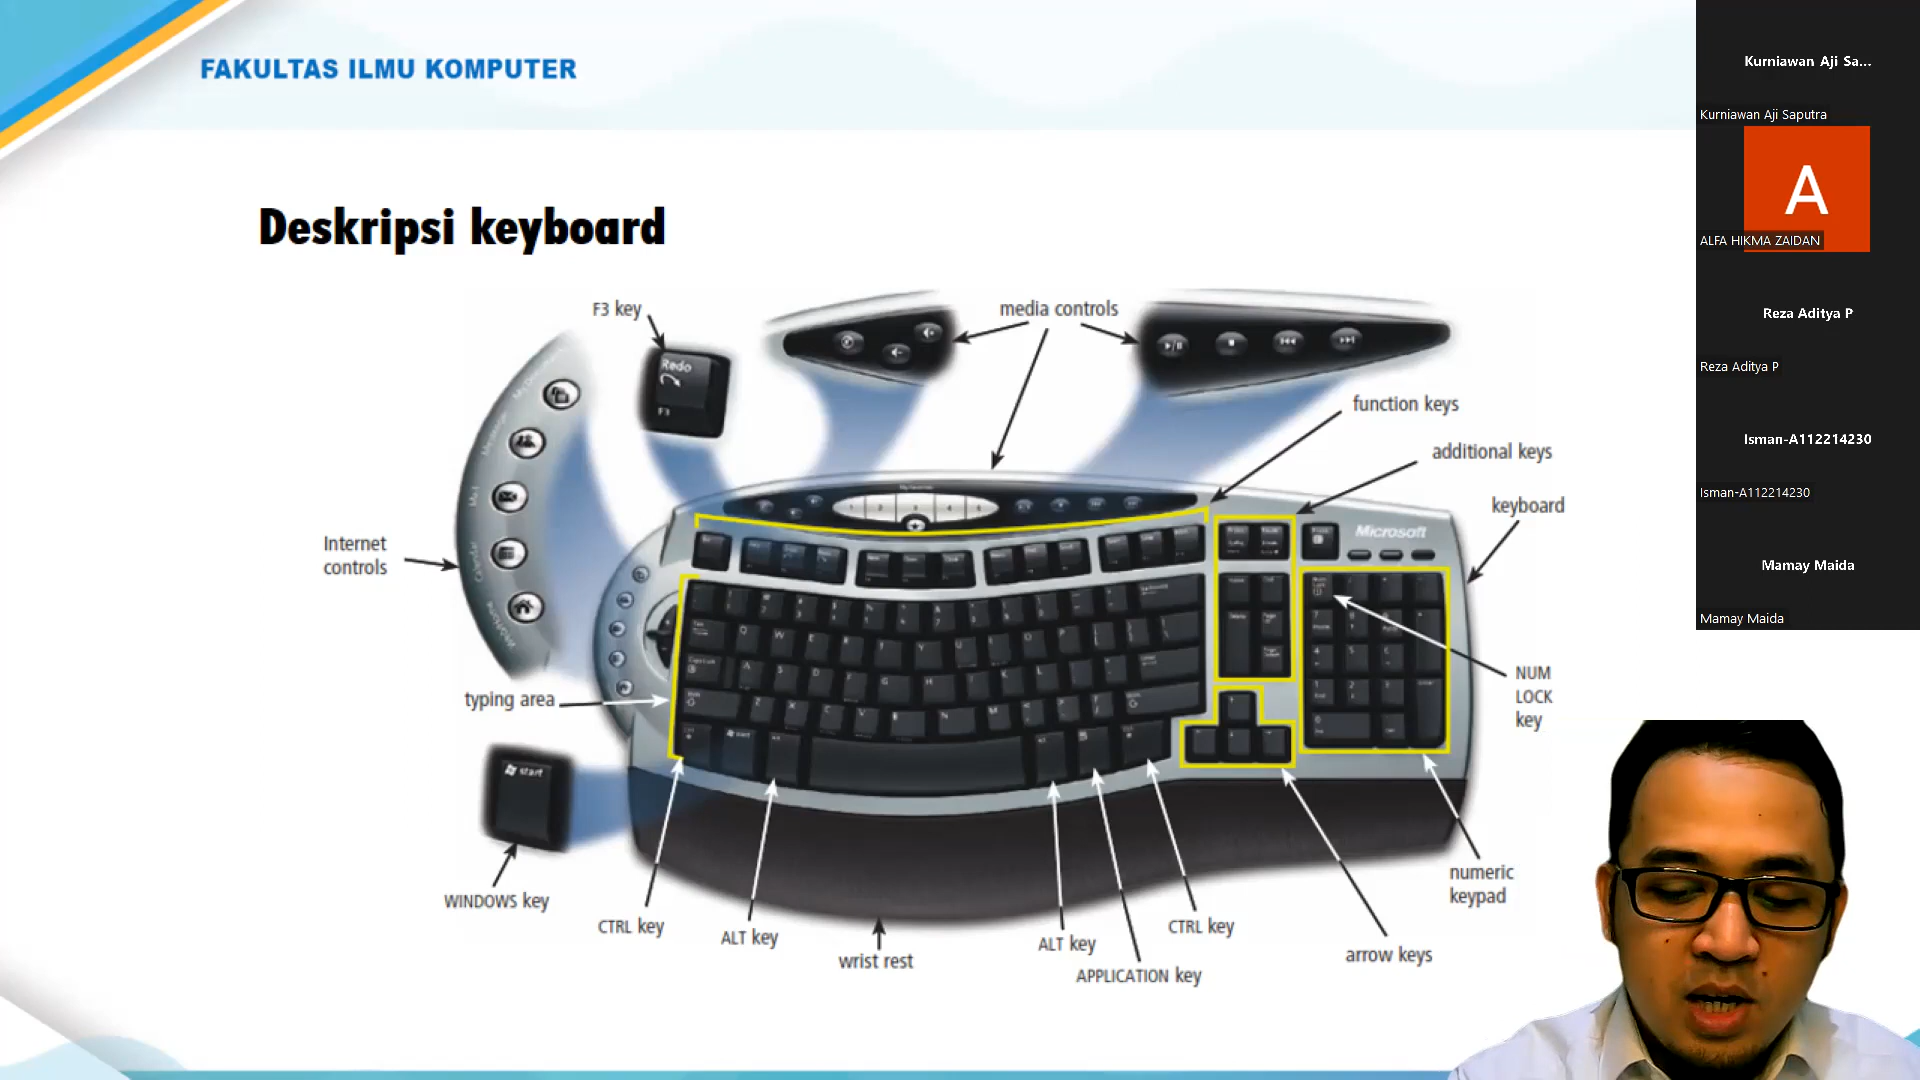 FAKULTAS ILMU KOMPUTER
Deskripsi keyboard
F3 key
media controls
Redo
F3
function keys
additional keys
keyboard
Microsoft
Internet
controls
typing area
NUM
LOCK
key
start
WINDOWS key
CTRL key
ALT key
wrist rest
ALT key
APPLICATION key
CTRL key
arrow keys
numeric
keypad
Kurniawan Aji Sa...
Kurniawan Aji Saputra
A
ALFA HIKMA ZAIDAN
Reza Aditya P
Reza Aditya P
Isman-A112214230
Isman-A112214230
Mamay Maida
Mamay Maida